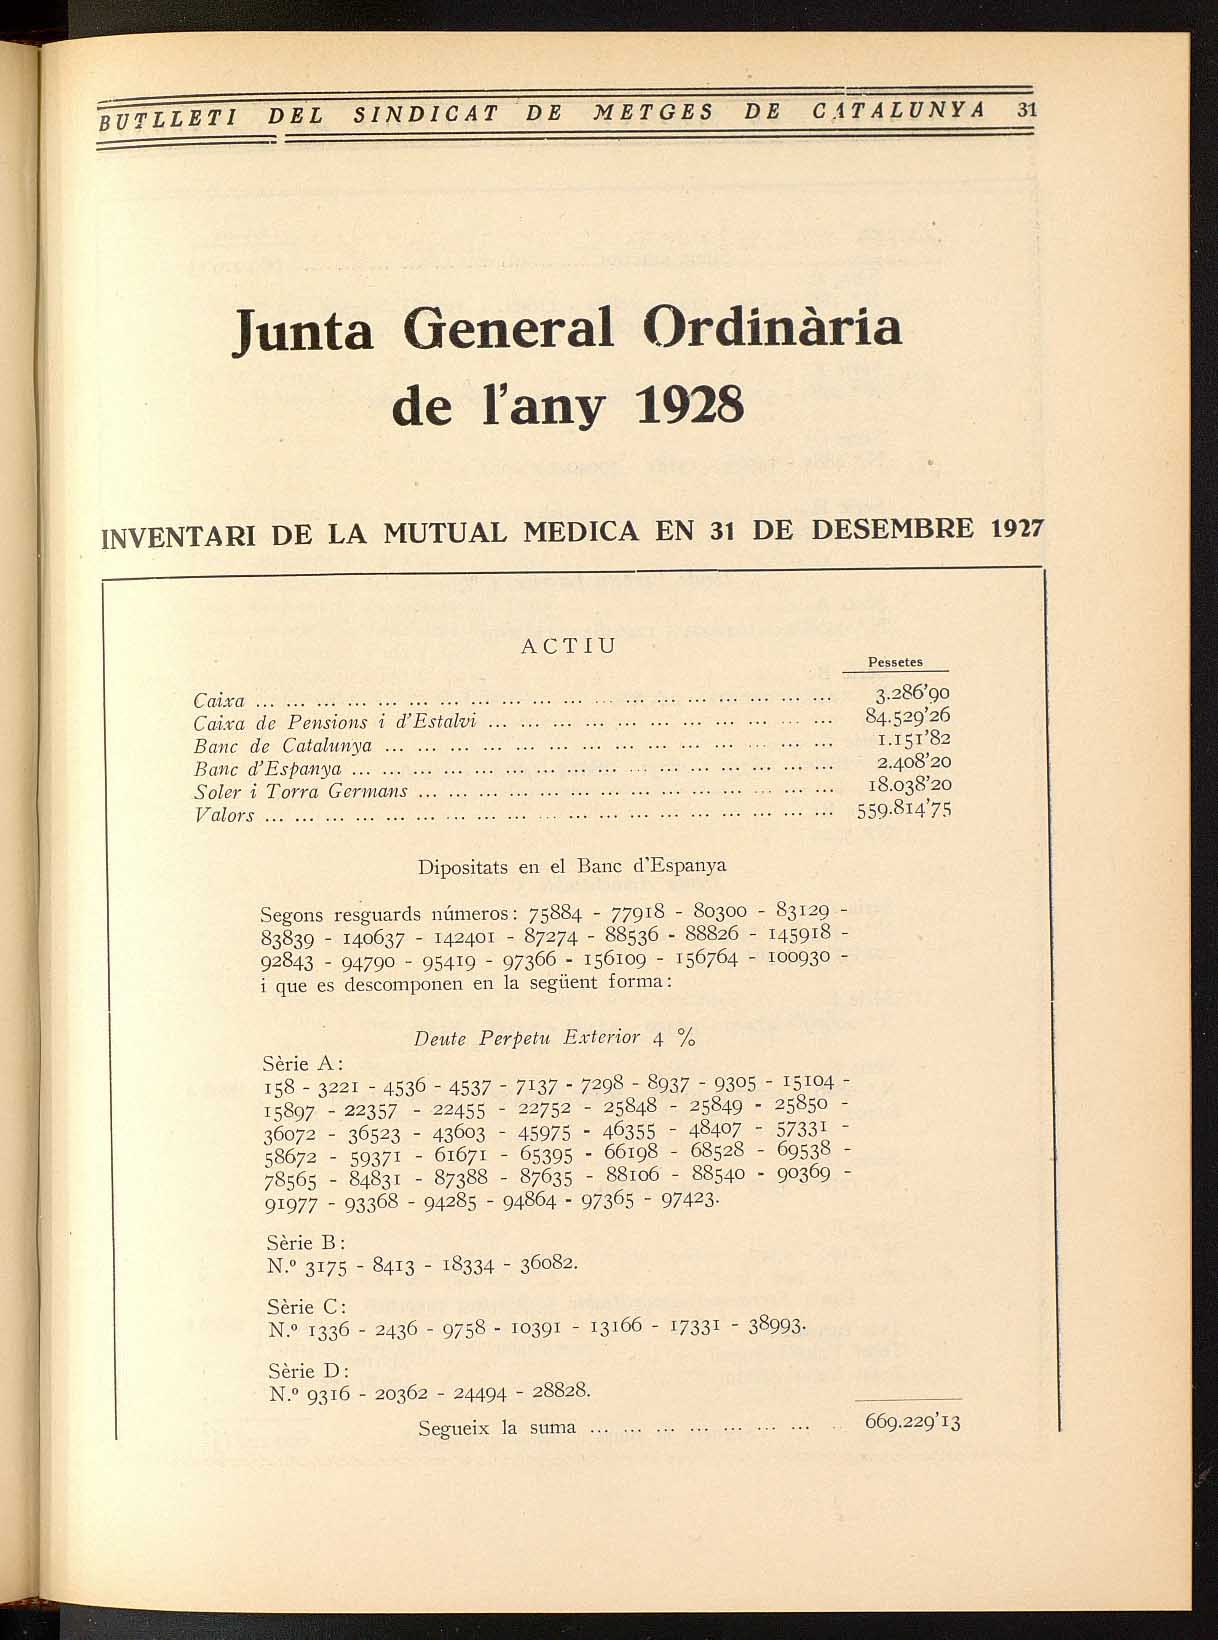 BUTLLETI DEL SINDICAT DE METGES DE CATALUNYA 31
Junta General Ordinària
de l'any 1928
INVENTARI DE LA MUTUAL MEDICA EN 31 DE DESEMBRE 1927
ACTIU
Pessetes
Caixa ... ... ... ... ... ... ... ... ... ... ... ... ... ... ... ... ... ... ... 3.286'90
Caixa de Pensions i d'Estalvi ... ... ... ... ... ... ... ... ... ... ... 84.529'26
Banc de Catalunya ... ... ... ... ... ... ... ... ... ... ... ... ... ... 1.151'82
Banc d'Espanya ... ... ... ... ... ... ... ... ... ... ... ... ... ... ... ... 2.408'20
Soler i Torra Germans ... ... ... ... ... ... ... ... ... ... ... ... ... ... 18.038'20
Valors ... ... ... ... ... ... ... ... ... ... ... ... ... ... ... ... ... ... ... 559.814'75
Dipositats en el Banc d'Espanya
Segons resguards números: 75884 - 77918 - 80300 - 83129 -
83839 - 140637 - 142401 - 87274 - 88536 - 88826 - 145918 -
92843 - 94790 - 95419 - 97366 - 156109 - 156764 - 100930 -
i que es descomponen en la següent forma:
Deute Perpetu Exterior 4 %
Sèrie A:
158 - 3221 - 4536 - 4537 - 7137 - 7298 - 8937 - 9305 - 15104 -
15897 - 22357 - 22455 - 22752 - 25848 - 25849 - 25850 -
36072 - 36523 - 43603 - 45975 - 46355 - 48407 - 57331 -
58672 - 59371 - 61671 - 65395 - 66198 - 68528 - 69538 -
78565 - 84831 - 87388 - 87635 - 88106 - 88540 - 90369 -
91977 - 93368 - 94285 - 94864 - 97365 - 97423.
Sèrie B:
N.º 3175 - 8413 - 18334 - 36082.
Sèrie C:
N.º 1336 - 2436 - 9758 - 10391 - 13166 - 17331 - 38993.
Sèrie D:
N.º 9316 - 20362 - 24494 - 28828.
Segueix la suma ... ... ... ... ... ... ... ... 669.229'13